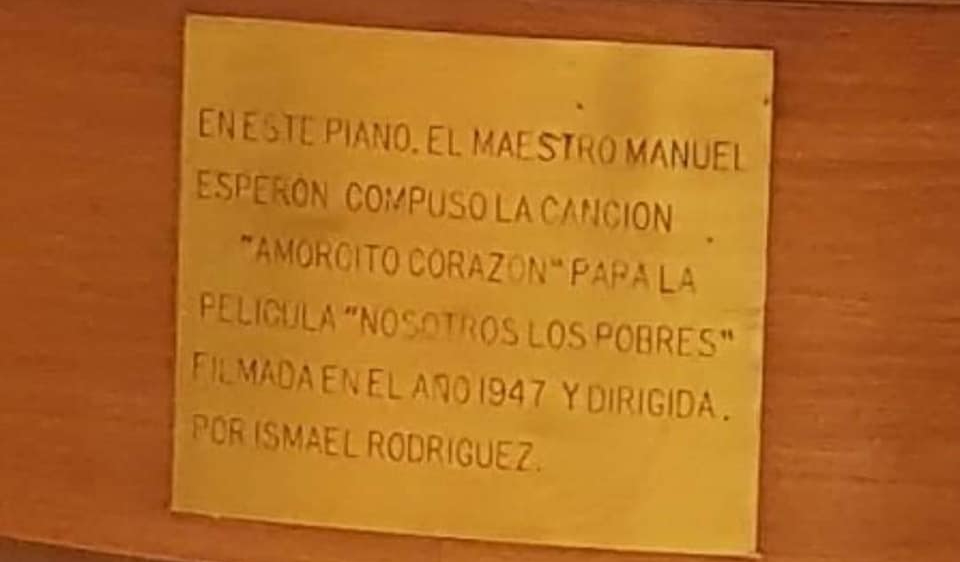 EN ESTE PIANO. EL MAESTRO MANUEL
ESPERÓN COMPUSO LA CANCION
"AMORCITO CORAZON" PARA LA
PELICULA "NOSOTROS LOS POBRES"
FILMADA EN EL AÑO 1947 Y DIRIGIDA.
POR ISMAEL RODRIGUEZ.